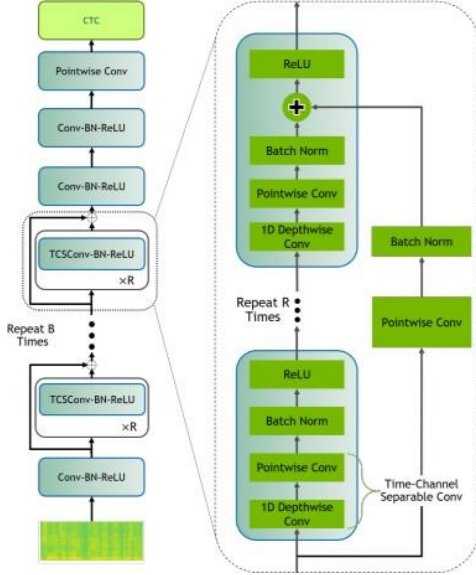 CTC
Pointwise Conv
Conv-BN-ReLU
Conv-BN-ReLU
TCSConv-BN-ReLU
×R
Repeat B
Times
TCSConv-BN-ReLU
×R
Conv-BN-ReLU
ReLU
+
Batch Norm
Pointwise Conv
1D Depthwise
Conv
Repeat R
Times
ReLU
Batch Norm
Pointwise Conv
1D Depthwise
Conv
Batch Norm
Pointwise Conv
Time-Channel
Separable Conv